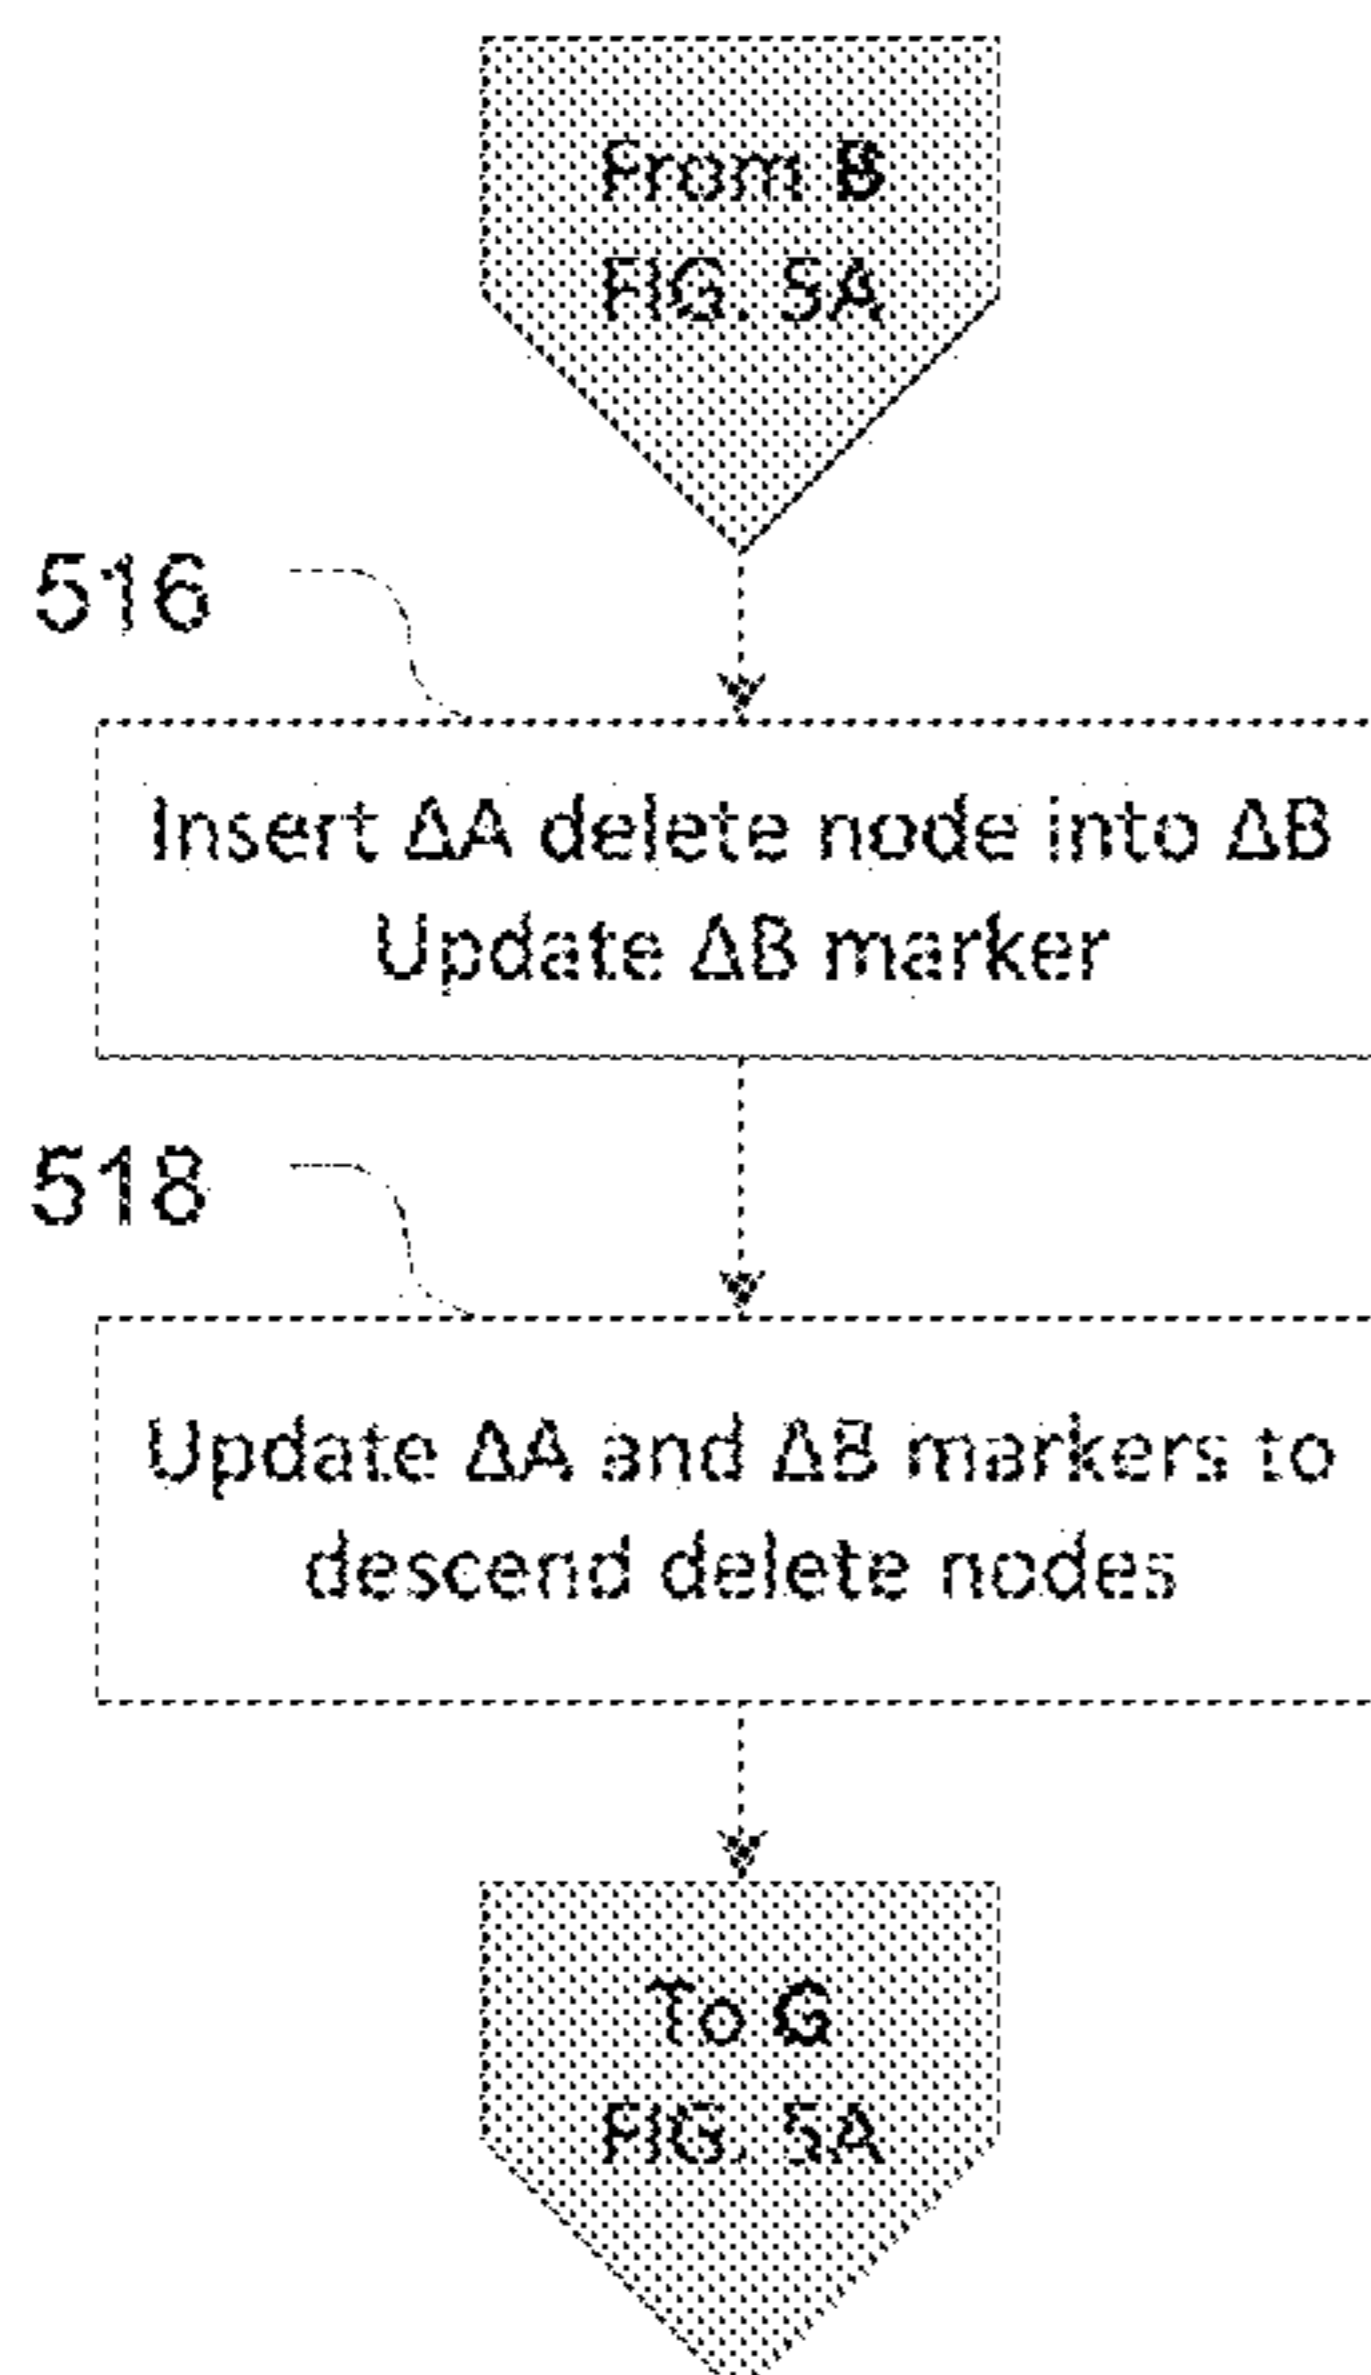 From B
FIG. 5A
516
Insert ΔA delete node into ΔB
Update ΔB marker
518
Update ΔA and ΔB markers to
descend delete nodes
To G
FIG. 5A